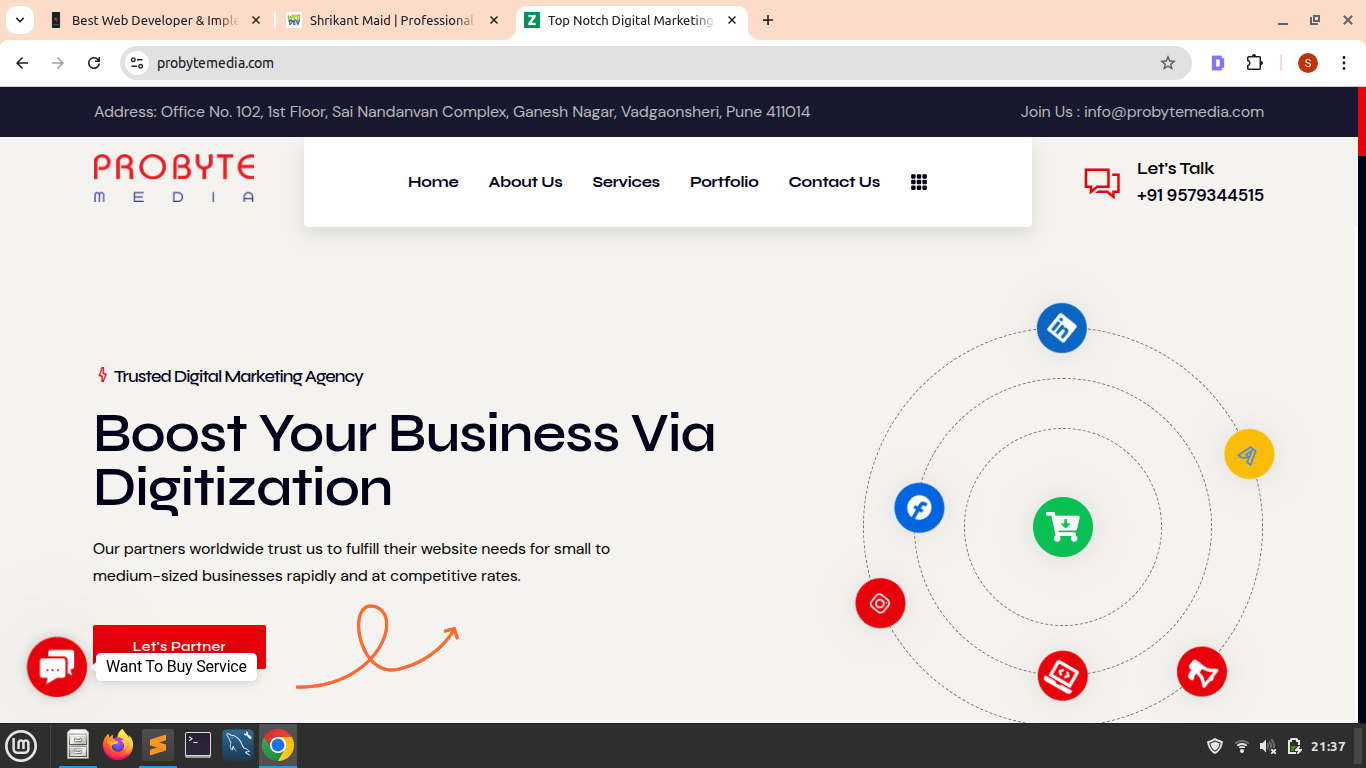 Best Web Developer & Imple
Shrikant Maid | Professional
Top Notch Digital Marketing
probytemedia.com
S
Address: Office No. 102, 1st Floor, Sai Nandanvan Complex, Ganesh Nagar, Vadgaonsheri, Pune 411014
Join Us : info@probytemedia.com
PROBYTE
MEDIA
Home
About Us
Services
Portfolio
Contact Us
Let's Talk
+91 9579344515
Trusted Digital Marketing Agency
Boost Your Business Via
Digitization
Our partners worldwide trust us to fulfill their website needs for small to
medium-sized businesses rapidly and at competitive rates.
Let's Partner
Want To Buy Service
21:37